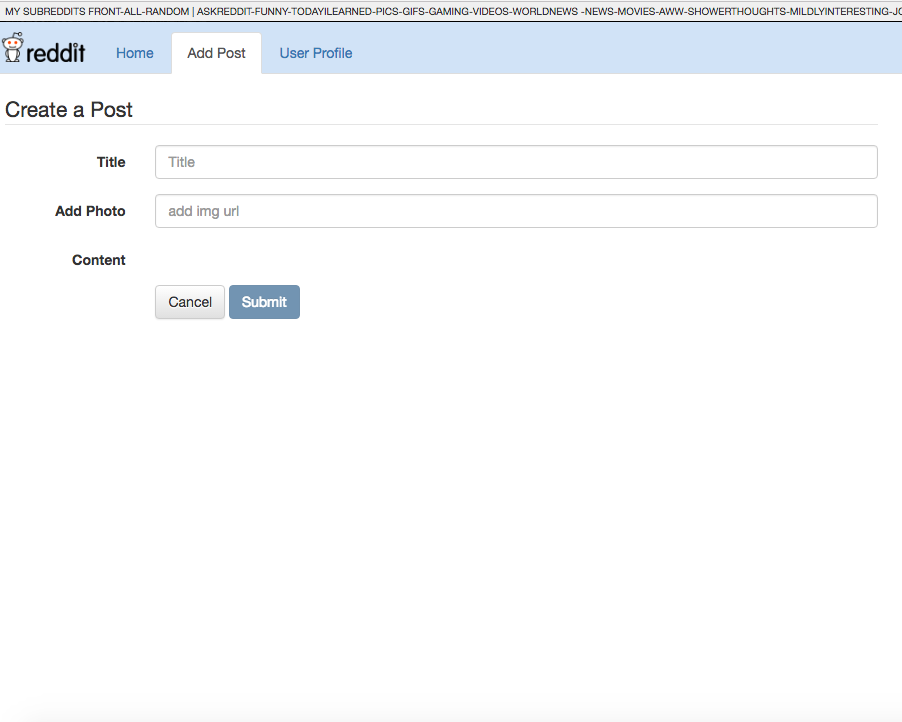 MY SUBREDDITS FRONT-ALL-RANDOM | ASKREDDIT-FUNNY-TODAYILEARNED-PICS-GIFS-GAMING-VIDEOS-WORLDNEWS -NEWS-MOVIES-AWW-SHOWERTHOUGHTS-MILDLYINTERESTING-JO
reddit Home Add Post User Profile
Create a Post
Title Title
Add Photo add img url
Content
Cancel Submit